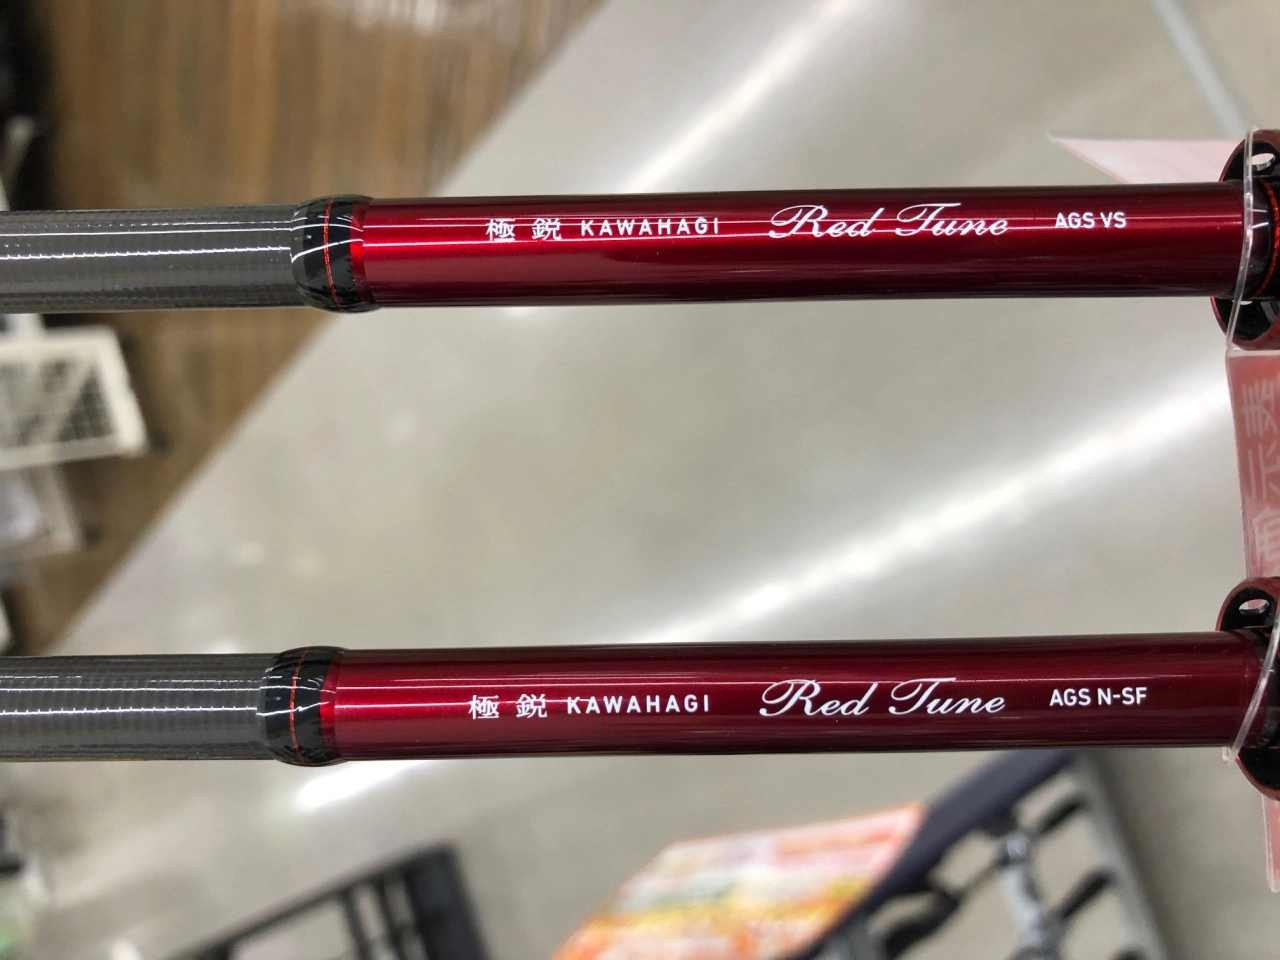 極鋭 KAWAHAGI Red Tune AGS VS
極鋭 KAWAHAGI Red Tune AGS N-SF